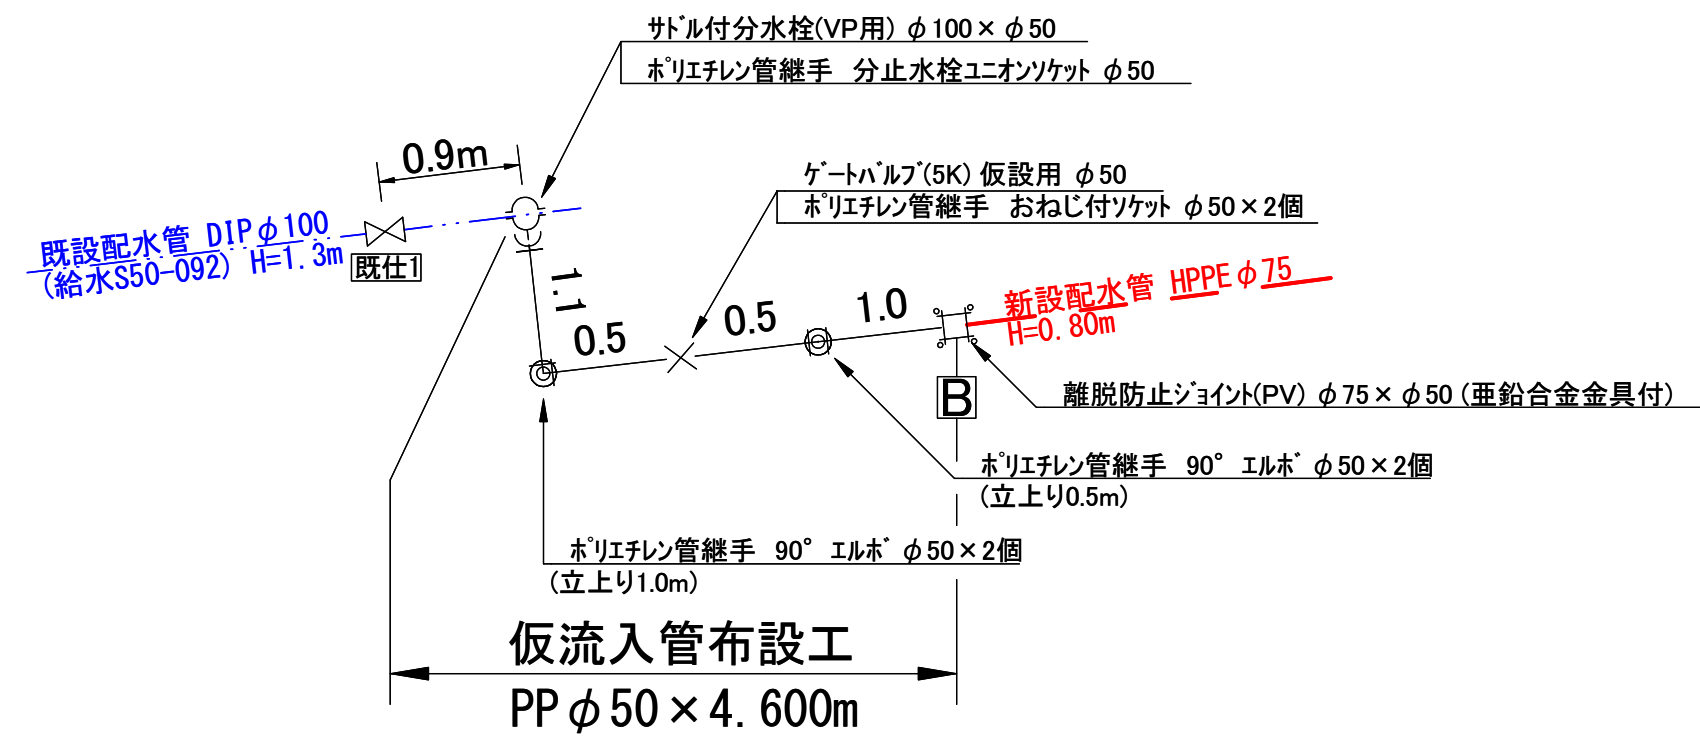 ｻﾄﾞﾙ付分水栓(VP用) φ100×φ50
ﾎﾟﾘｴﾁﾚﾝ管継手 分止水栓ﾕﾆｵﾝｿｹｯﾄ φ50
0.9m
ｹﾞｰﾄﾊﾞﾙﾌﾞ(5K) 仮設用 φ50
ﾎﾟﾘｴﾁﾚﾝ管継手 おねじ付ｿｹｯﾄ φ50×2個
既設配水管 DIPφ100
(給水S50-092) H=1.3m
既仕1
1.1
0.5
0.5
1.0
新設配水管 HPPEφ75
H=0.80m
B
離脱防止ｼﾞｮｲﾝﾄ(PV) φ75×φ50 (亜鉛合金金具付)
ﾎﾟﾘｴﾁﾚﾝ管継手 90° ｴﾙﾎﾞ φ50×2個
(立上り0.5m)
ﾎﾟﾘｴﾁﾚﾝ管継手 90° ｴﾙﾎﾞ φ50×2個
(立上り1.0m)
仮流入管布設工
PPφ50×4.600m